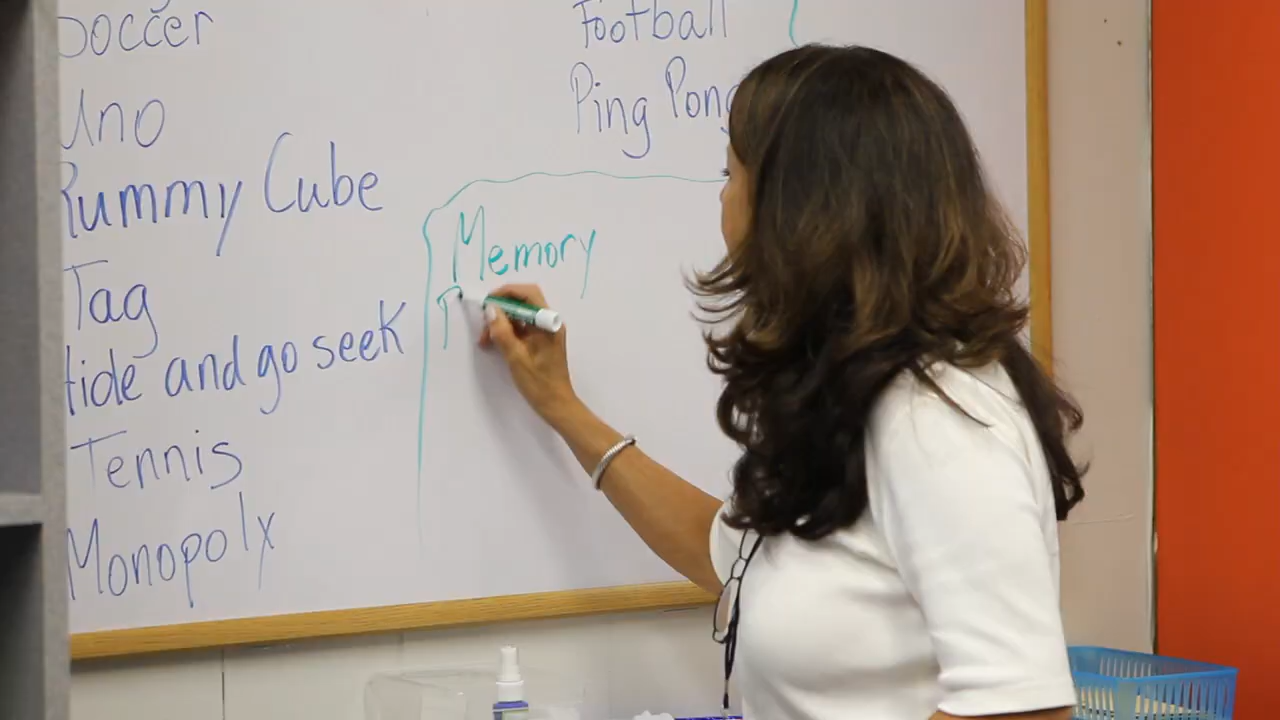 Soccer
Uno
Rummy Cube
Tag
Hide and go seek
Tennis
Monopoly
Football
Ping Pong
Memory